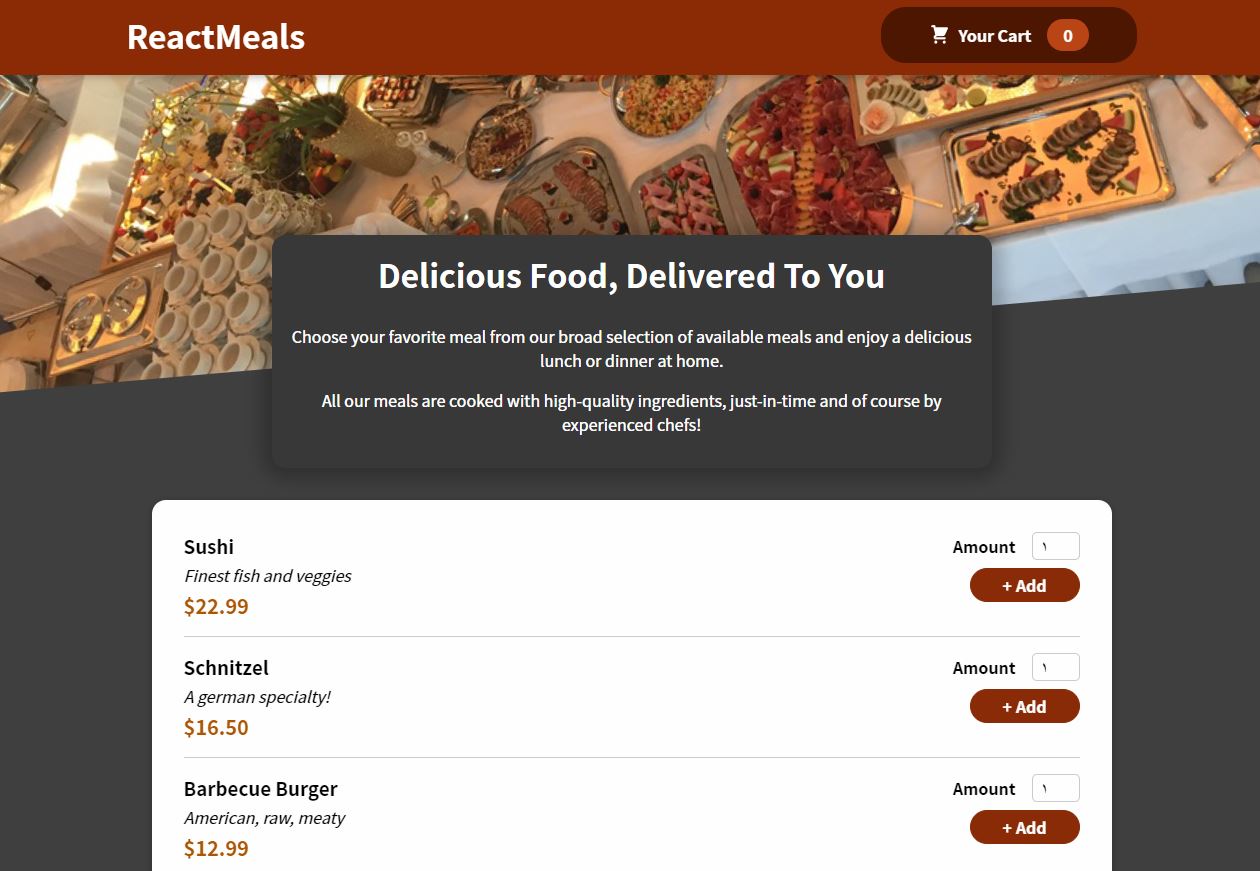 ReactMeals
Your Cart 0
Delicious Food, Delivered To You
Choose your favorite meal from our broad selection of available meals and enjoy a delicious
lunch or dinner at home.
All our meals are cooked with high-quality ingredients, just-in-time and of course by
experienced chefs!
Sushi
Amount
Finest fish and veggies
+ Add
$22.99
Schnitzel
Amount
A german specialty!
+ Add
$16.50
Barbecue Burger
Amount
American, raw, meaty
+ Add
$12.99